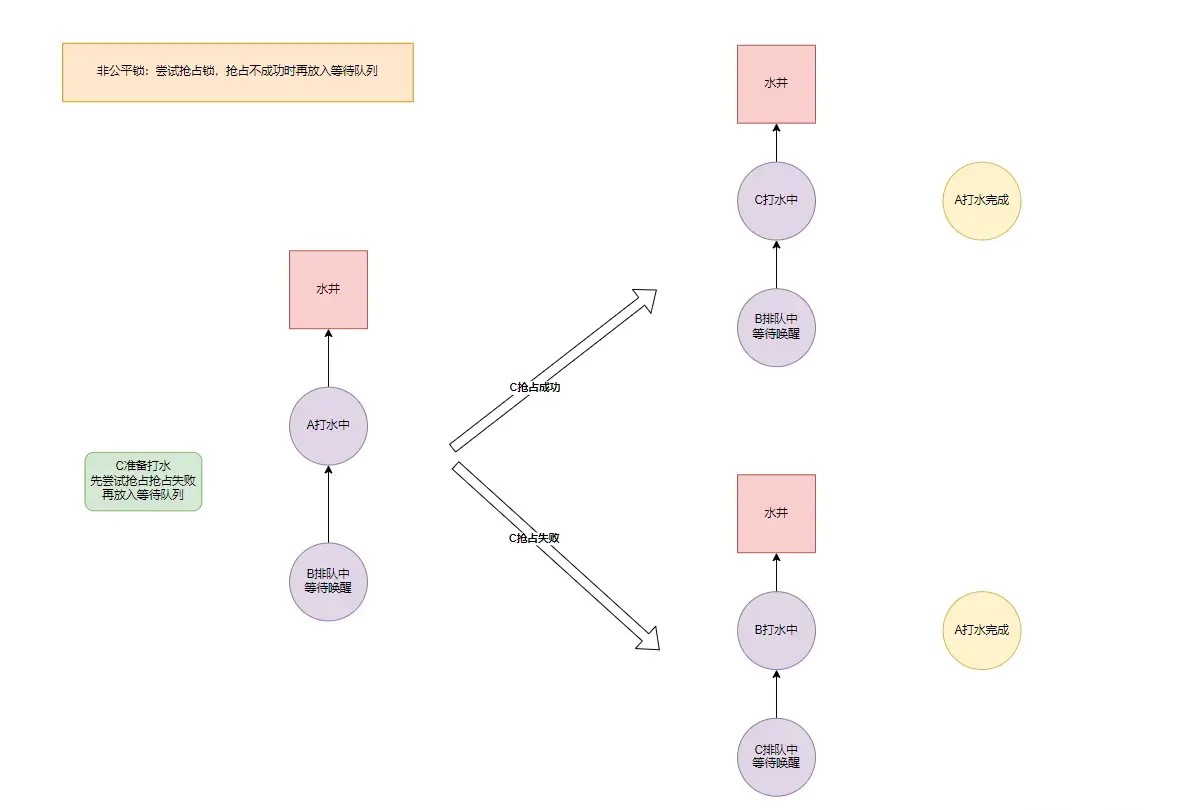 非公平锁：尝试抢占锁，抢占不成功时再放入等待队列
水井
A打水中
C准备打水
先尝试抢占抢占失败
再放入等待队列
B排队中
等待唤醒
C抢占成功
C抢占失败
水井
C打水中
A打水完成
B排队中
等待唤醒
水井
B打水中
A打水完成
C排队中
等待唤醒